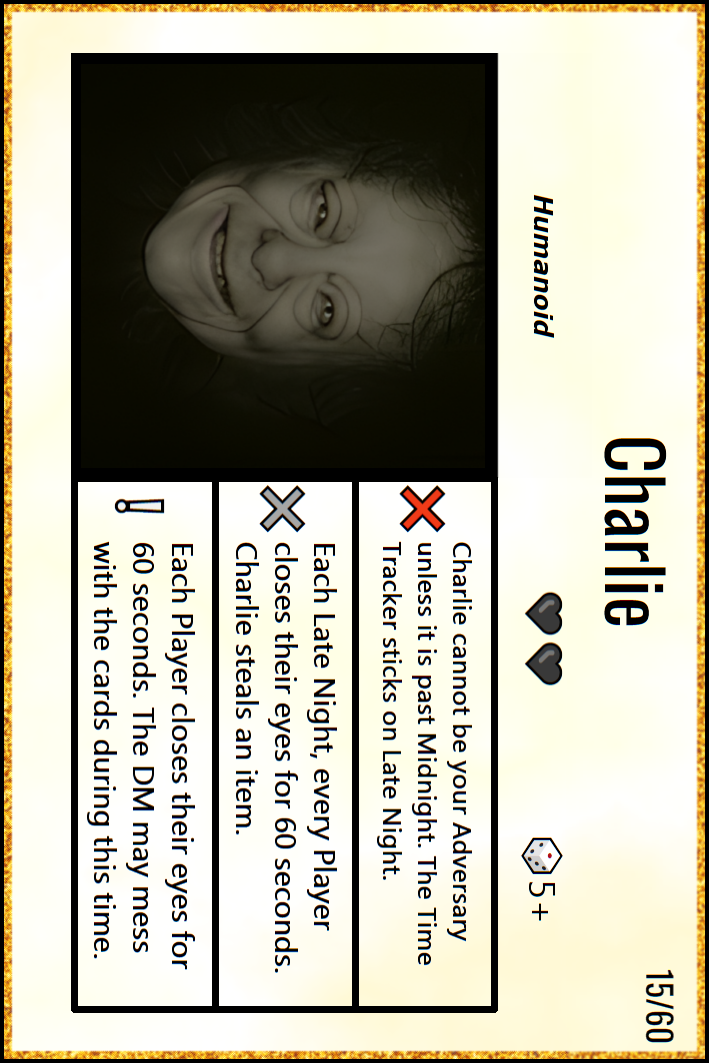 Charlie
15/60
Humanoid
5+
Charlie cannot be your Adversary
unless it is past Midnight. The Time
Tracker sticks on Late Night.
Each Late Night, every Player
closes their eyes for 60 seconds.
Charlie steals an item.
Each Player closes their eyes for
60 seconds. The DM may mess
with the cards during this time.